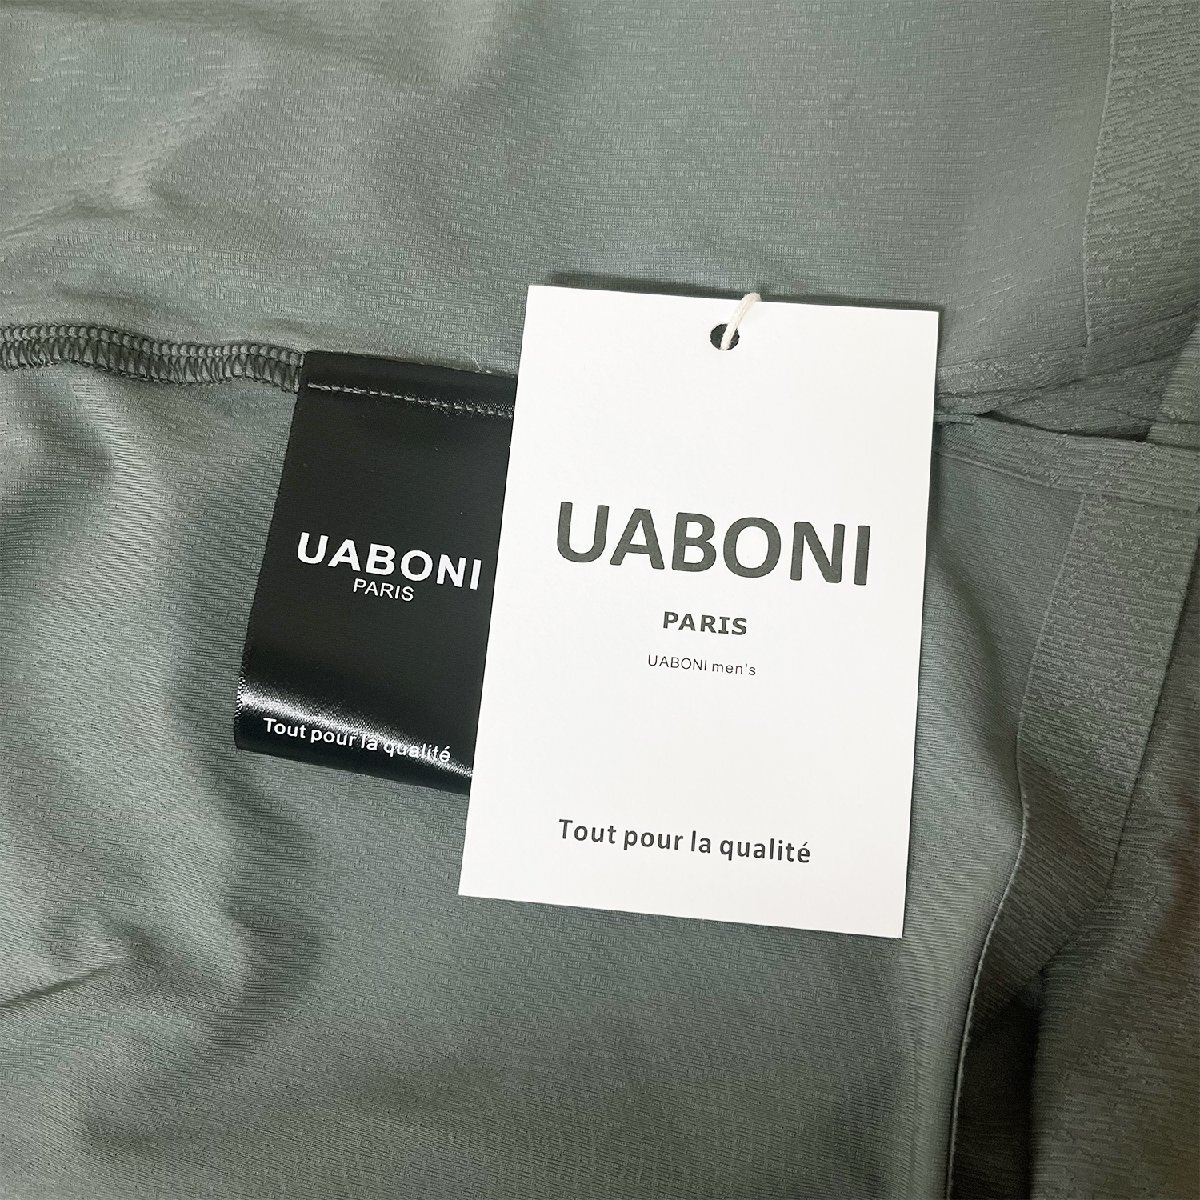 UABONI
PARIS
Tout pour la qualité
UABONI
PARIS
UABONI men's
Tout pour la qualité